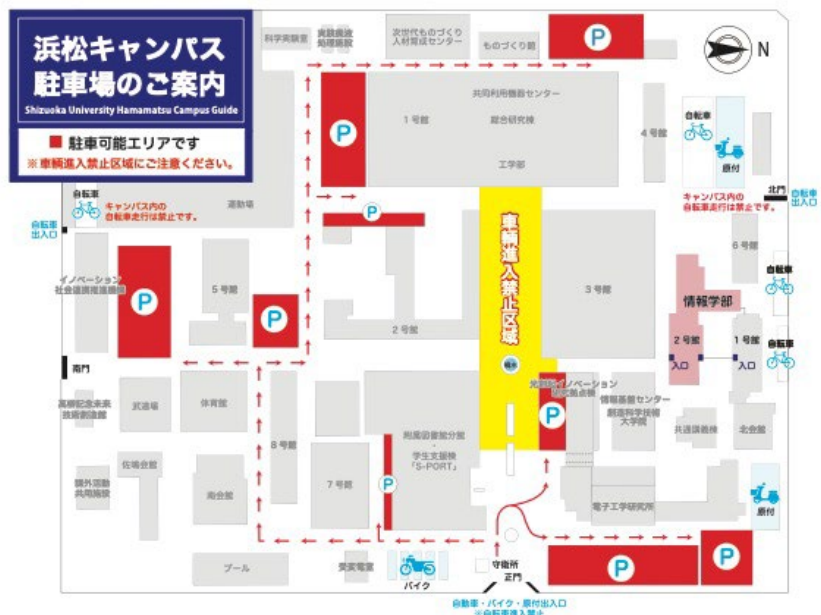 浜松キャンパス
駐車場のご案内
Shizuoka University Hamamatsu Campus Guide
■ 駐車可能エリアです
※車輌進入禁止区域にご注意ください。
科学実験室
実験廃液
処理施設
次世代ものづくり
人材育成センター
ものづくり館
P
N
共同利用機器センター
1号館
総合研究棟
工学部
P
4号館
自転車
原付
キャンパス内の
自転車走行は禁止です。
北門
自転車
出入口
自転車
キャンパス内の
自転車走行は禁止です。
自転車
出入口
運動場
P
車輌進入禁止区域
イノベーション
社会連携推進機構
P
5号館
P
2号館
3号館
6号館
情報学部
自転車
2号館
1号館
入口
入口
自転車
噴水
南門
高柳記念未来
技術創造館
武道場
体育館
8号館
附属図書館分館
・
学生支援棟
「S-PORT」
光創起イノベーション
研究拠点棟
P
情報基盤センター
創造科学技術
大学院
共通講義棟
北会館
佐鳴会館
課外活動
共用施設
南会館
7号館
P
電子工学研究所
原付
プール
受変電室
バイク
守衛所
正門
P
P
自動車・バイク・原付出入口
※自転車進入禁止